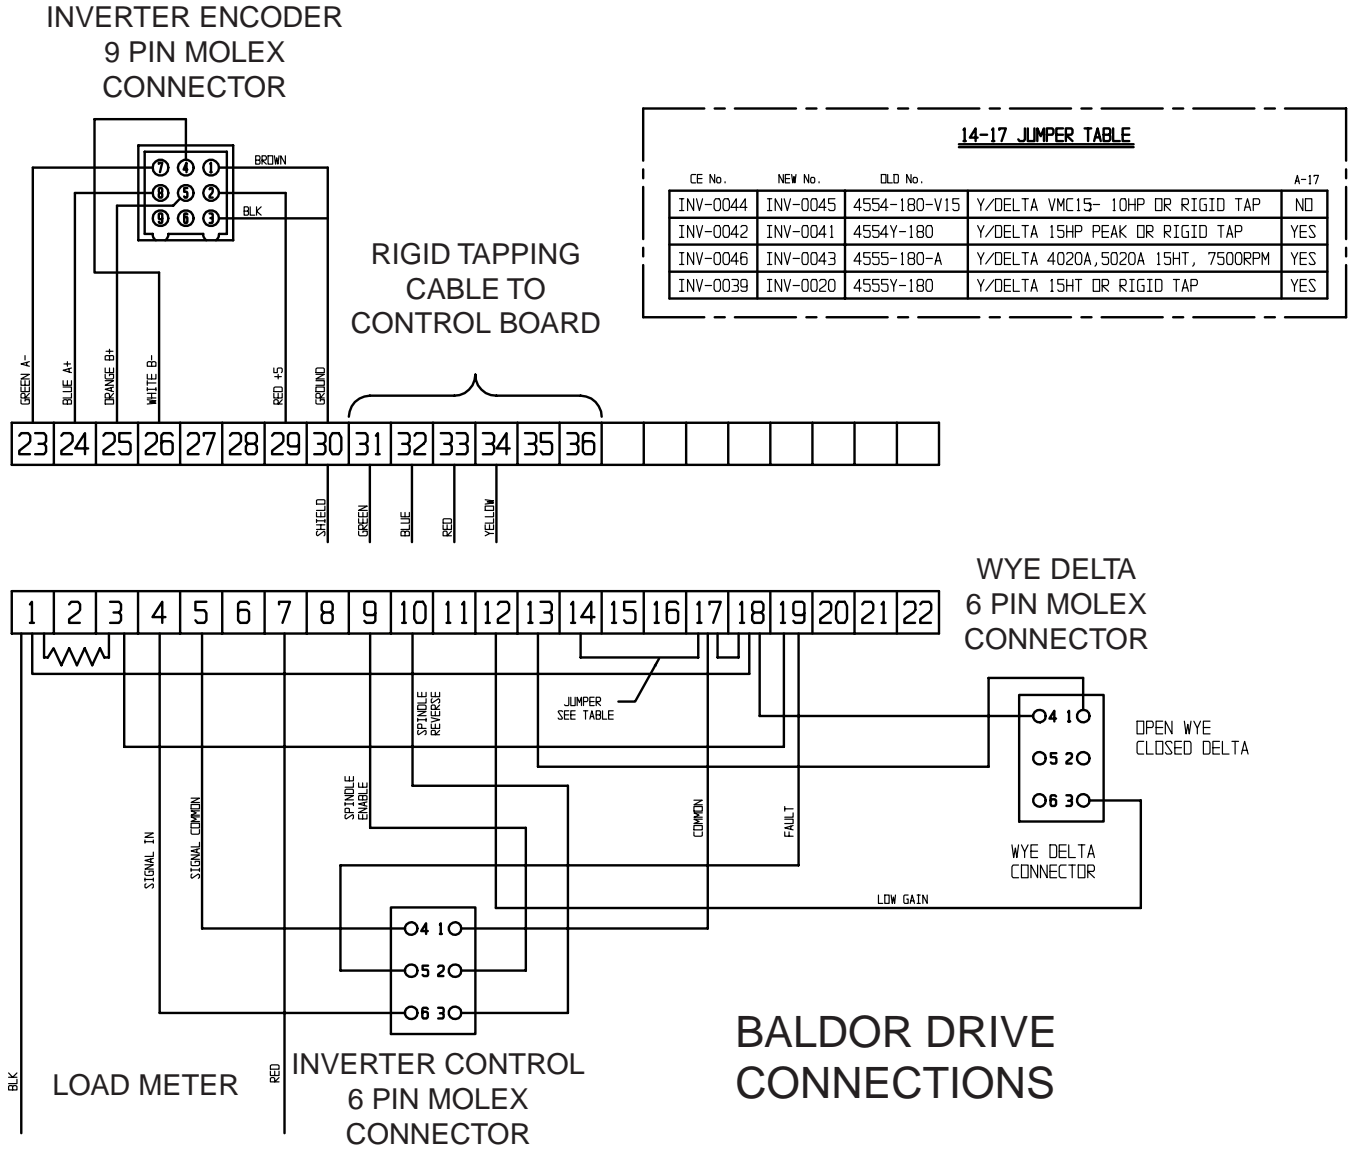 INVERTER ENCODER
9 PIN MOLEX
CONNECTOR
7 4 1
8 5 2
9 6 3
BROWN
BLK
14-17 JUMPER TABLE
CE No. NEW No. OLD No. A-17
INV-0044 INV-0045 4554-180-V15 Y/DELTA VMC15- 10HP OR RIGID TAP NO
INV-0042 INV-0041 4554Y-180 Y/DELTA 15HP PEAK OR RIGID TAP YES
INV-0046 INV-0043 4555-180-A Y/DELTA 4020A,5020A 15HT, 7500RPM YES
INV-0039 INV-0020 4555Y-180 Y/DELTA 15HT OR RIGID TAP YES
RIGID TAPPING
CABLE TO
CONTROL BOARD
GREEN A-
BLUE A+
ORANGE B+
WHITE B-
RED +5
GROUND
23 24 25 26 27 28 29 30 31 32 33 34 35 36
SHIELD
GREEN
BLUE
RED
YELLOW
WYE DELTA
6 PIN MOLEX
CONNECTOR
1 2 3 4 5 6 7 8 9 10 11 12 13 14 15 16 17 18 19 20 21 22
JUMPER
SEE TABLE
SPINDLE
REVERSE
4 1
5 2
6 3
OPEN WYE
CLOSED DELTA
SPINDLE
ENABLE
SIGNAL IN
SIGNAL COMMON
COMMON
FAULT
WYE DELTA
CONNECTOR
LOW GAIN
4 1
5 2
6 3
BLK
LOAD METER
RED
INVERTER CONTROL
6 PIN MOLEX
CONNECTOR
BALDOR DRIVE
CONNECTIONS